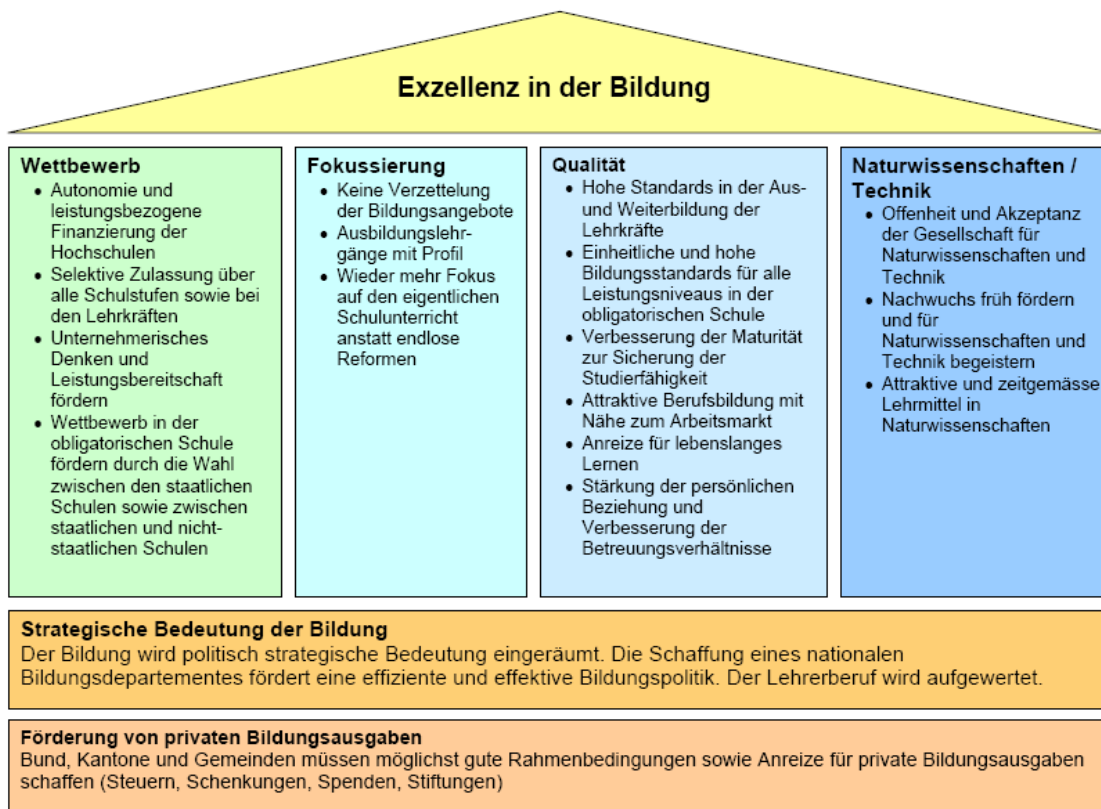 Exzellenz in der Bildung
Wettbewerb
• Autonomie und
leistungsbezogene
Finanzierung der
Hochschulen
• Selektive Zulassung über
alle Schulstufen sowie bei
den Lehrkräften
• Unternehmerisches
Denken und
Leistungsbereitschaft
fördern
• Wettbewerb in der
obligatorischen Schule
fördern durch die Wahl
zwischen den staatlichen
Schulen sowie zwischen
staatlichen und nicht-
staatlichen Schulen
Fokussierung
• Keine Verzettelung
der Bildungsangebote
• Ausbildungslehr-
gänge mit Profil
• Wieder mehr Fokus
auf den eigentlichen
Schulunterricht
anstatt endlose
Reformen
Qualität
• Hohe Standards in der Aus-
und Weiterbildung der
Lehrkräfte
• Einheitliche und hohe
Bildungsstandards für alle
Leistungsniveaus in der
obligatorischen Schule
• Verbesserung der Maturität
zur Sicherung der
Studierfähigkeit
• Attraktive Berufsbildung mit
Nähe zum Arbeitsmarkt
• Anreize für lebenslanges
Lernen
• Stärkung der persönlichen
Beziehung und
Verbesserung der
Betreuungsverhältnisse
Naturwissenschaften /
Technik
• Offenheit und Akzeptanz
der Gesellschaft für
Naturwissenschaften und
Technik
• Nachwuchs früh fördern
und für
Naturwissenschaften und
Technik begeistern
• Attraktive und zeitgemässe
Lehrmittel in
Naturwissenschaften
Strategische Bedeutung der Bildung
Der Bildung wird politisch strategische Bedeutung eingeräumt. Die Schaffung eines nationalen
Bildungsdepartementes fördert eine effiziente und effektive Bildungspolitik. Der Lehrerberuf wird aufgewertet.
Förderung von privaten Bildungsausgaben
Bund, Kantone und Gemeinden müssen möglichst gute Rahmenbedingungen sowie Anreize für private Bildungsausgaben
schaffen (Steuern, Schenkungen, Spenden, Stiftungen)